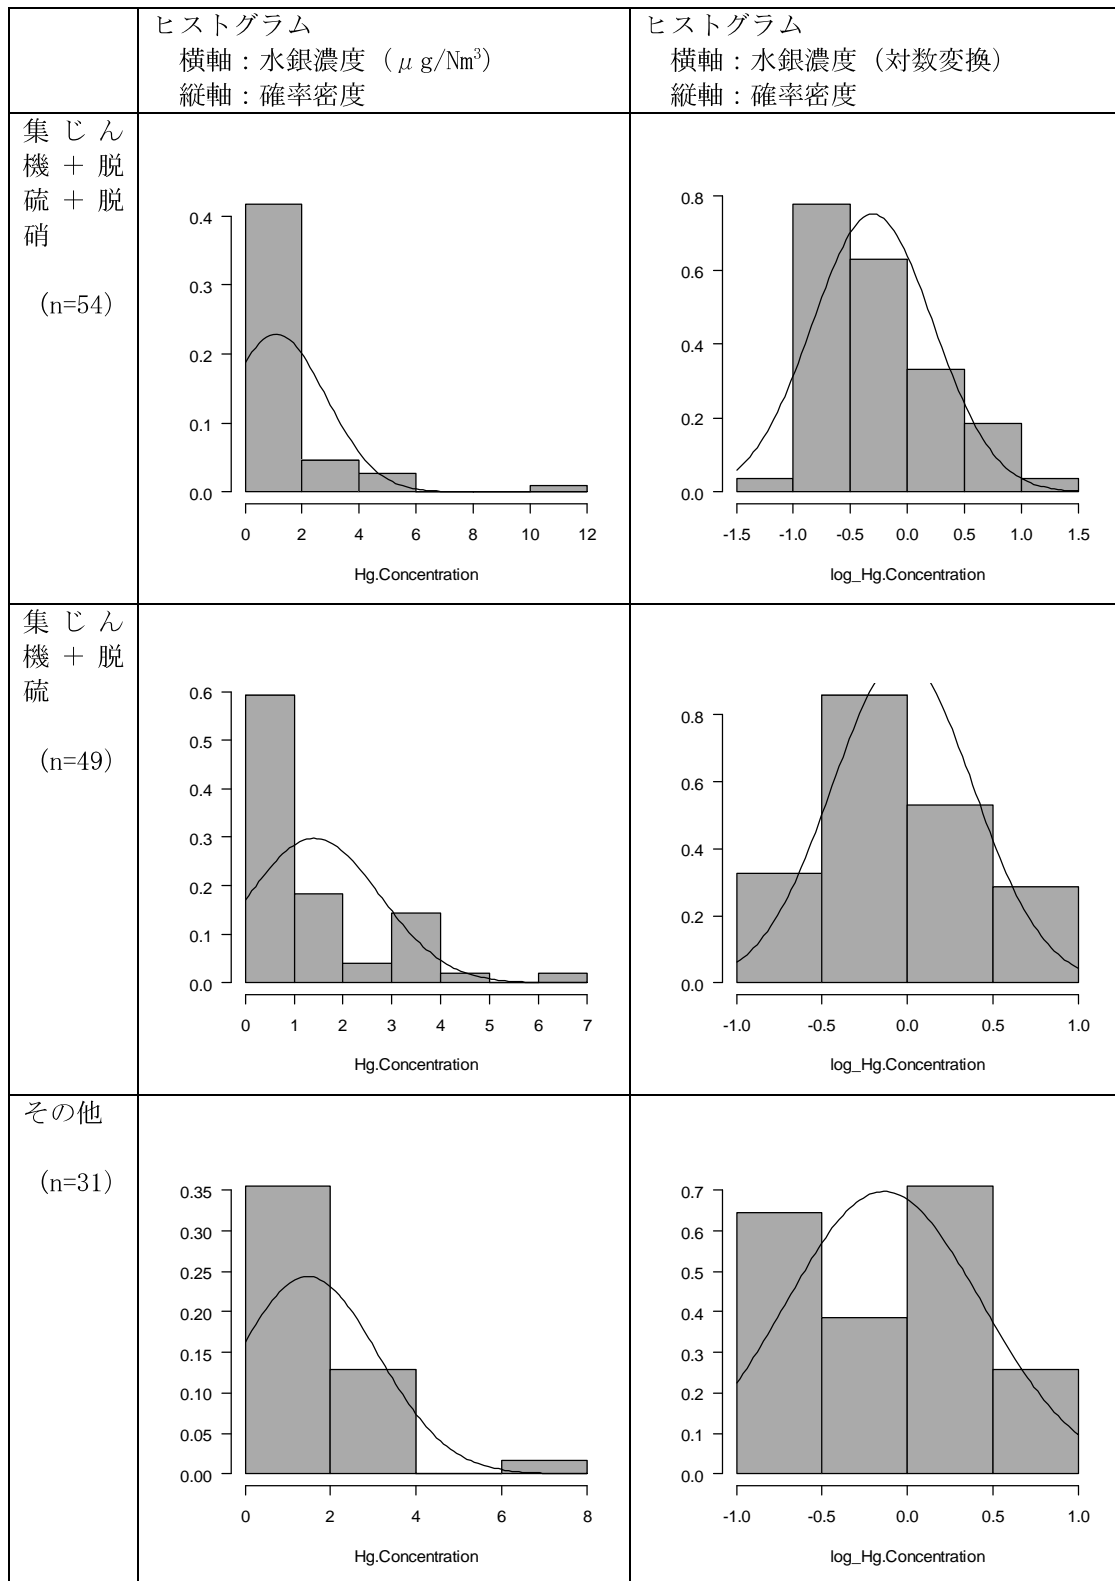 ヒストグラム
横軸：水銀濃度（μg/Nm³）
縦軸：確率密度
ヒストグラム
横軸：水銀濃度（対数変換）
縦軸：確率密度
集じん
機＋脱
硫＋脱
硝
(n=54)
0.4
0.3
0.2
0.1
0.0
0 2 4 6 8 10 12
Hg.Concentration
0.8
0.6
0.4
0.2
0.0
-1.5 -1.0 -0.5 0.0 0.5 1.0 1.5
log_Hg.Concentration
集じん
機＋脱
硫
(n=49)
0.6
0.5
0.4
0.3
0.2
0.1
0.0
0 1 2 3 4 5 6 7
Hg.Concentration
0.8
0.6
0.4
0.2
0.0
-1.0 -0.5 0.0 0.5 1.0
log_Hg.Concentration
その他
(n=31)
0.35
0.30
0.25
0.20
0.15
0.10
0.05
0.00
0 2 4 6 8
Hg.Concentration
0.7
0.6
0.5
0.4
0.3
0.2
0.1
0.0
-1.0 -0.5 0.0 0.5 1.0
log_Hg.Concentration